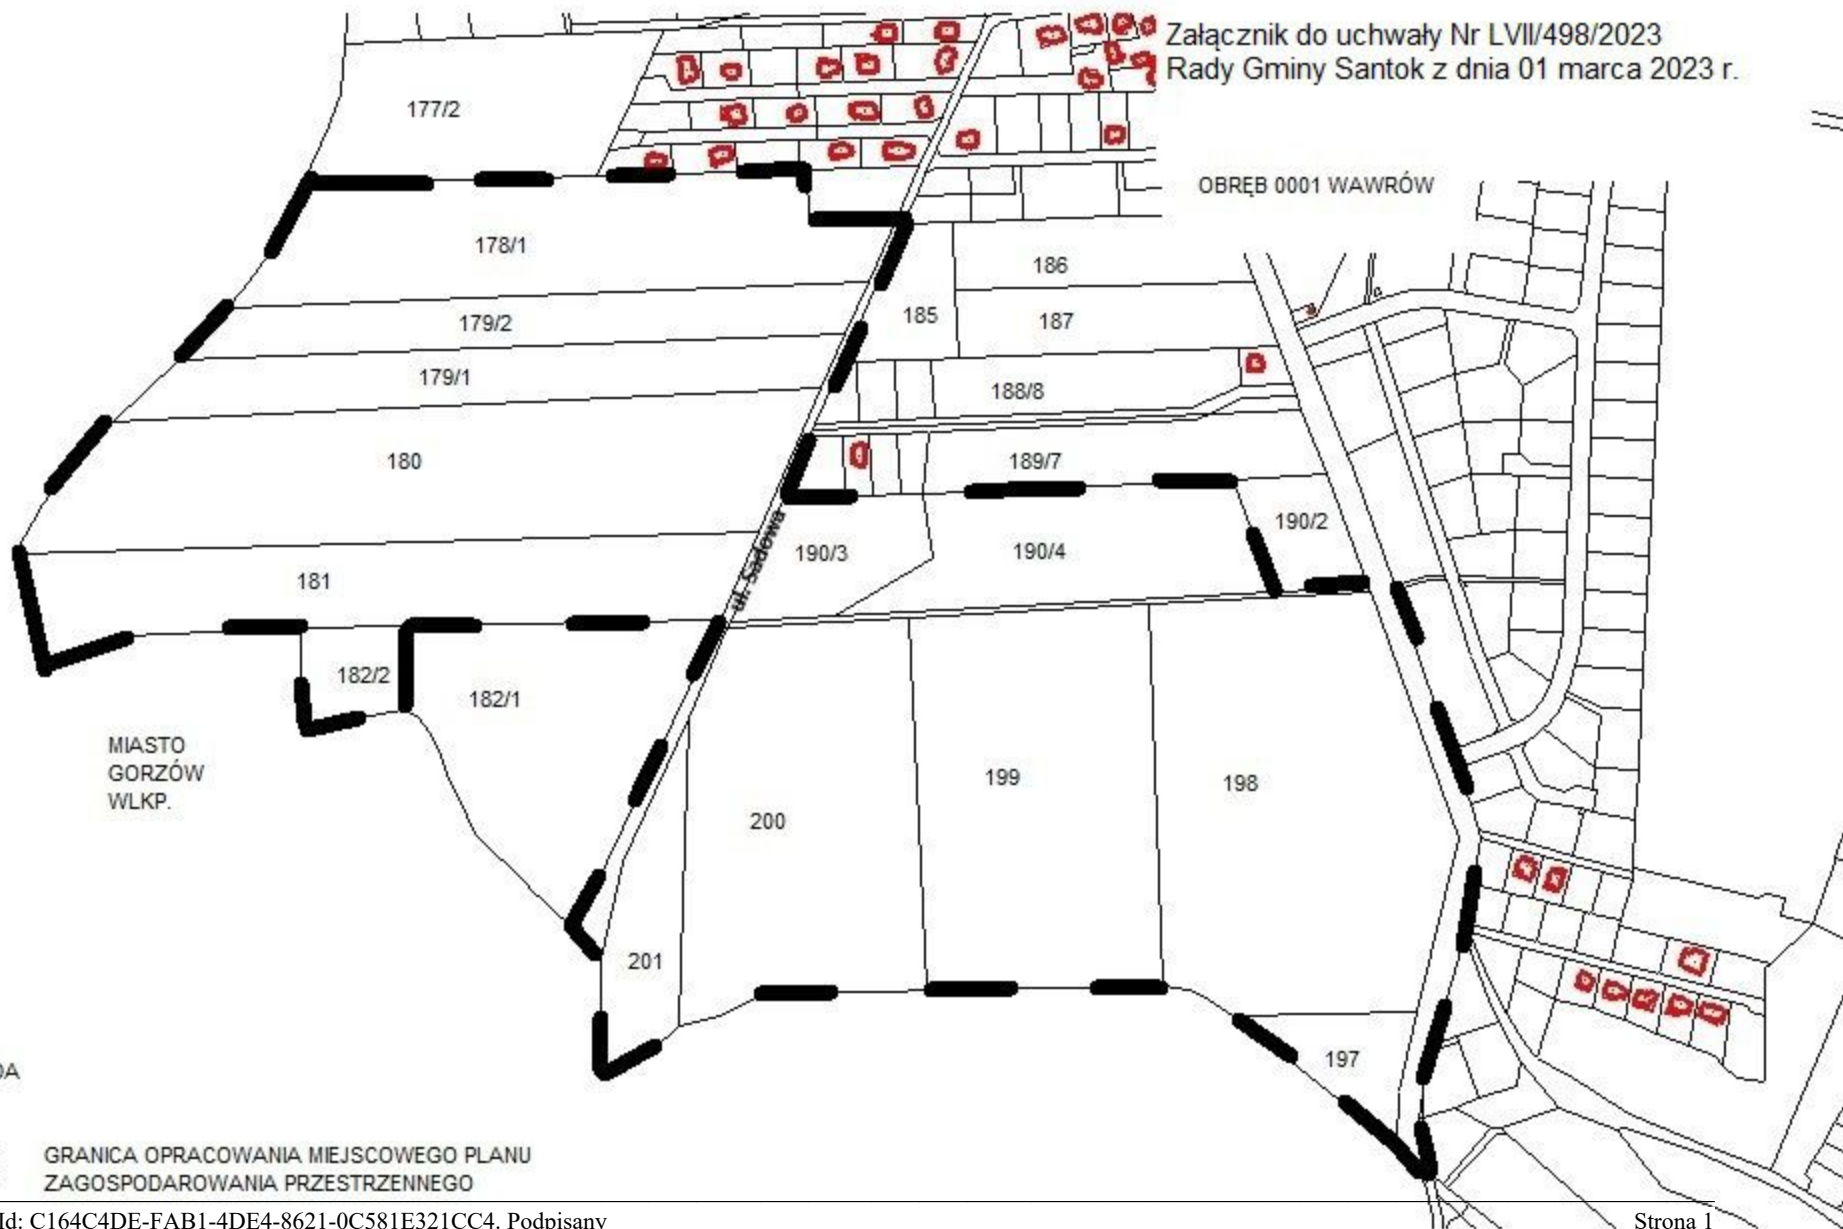 Załącznik do uchwały Nr LVII/498/2023
Rady Gminy Santok z dnia 01 marca 2023 r.
177/2
OBRĘB 0001 WAWRÓW
178/1
186
185
187
179/2
179/1
188/8
180
189/7
190/2
190/3
190/4
ul. Sadowa
181
182/2
182/1
MIASTO
GORZÓW
WLKP.
200
199
198
201
197
DA
GRANICA OPRACOWANIA MIEJSCOWEGO PLANU
ZAGOSPODAROWANIA PRZESTRZENNEGO
Id: C164C4DE-FAB1-4DE4-8621-0C581E321CC4. Podpisany
Strona 1